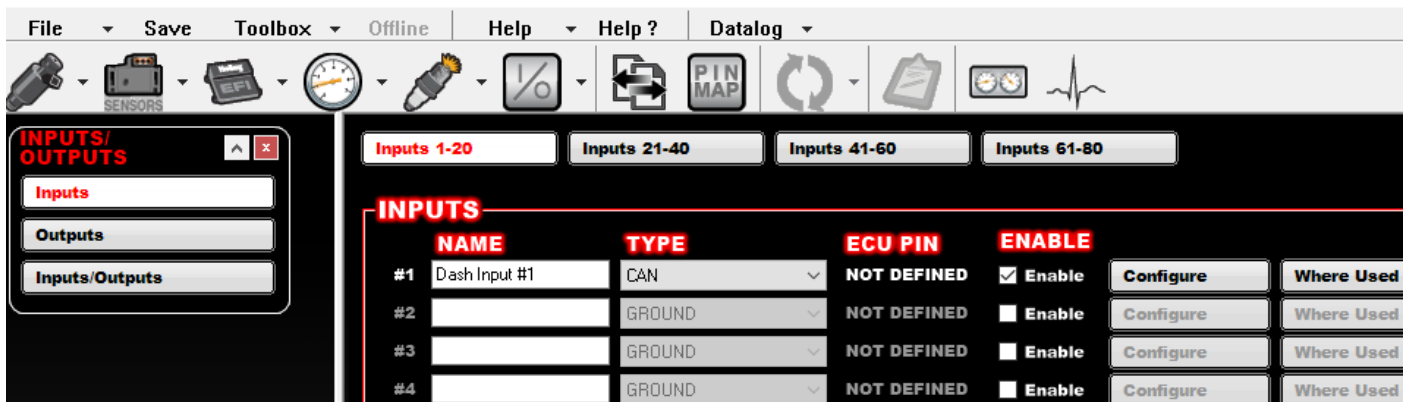 File Save Toolbox Offline Help Help ? Datalog
SENSORS
Holley
EFI
I/O
PIN
MAP
INPUTS/
OUTPUTS
Inputs
Outputs
Inputs/Outputs
Inputs 1-20 Inputs 21-40 Inputs 41-60 Inputs 61-80
INPUTS
NAME TYPE ECU PIN ENABLE
#1 Dash Input #1 CAN NOT DEFINED Enable Configure Where Used
#2 GROUND NOT DEFINED Enable Configure Where Used
#3 GROUND NOT DEFINED Enable Configure Where Used
#4 GROUND NOT DEFINED Enable Configure Where Used